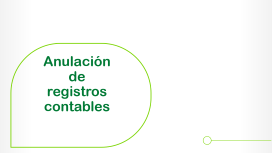 Anulación
de
registros
contables